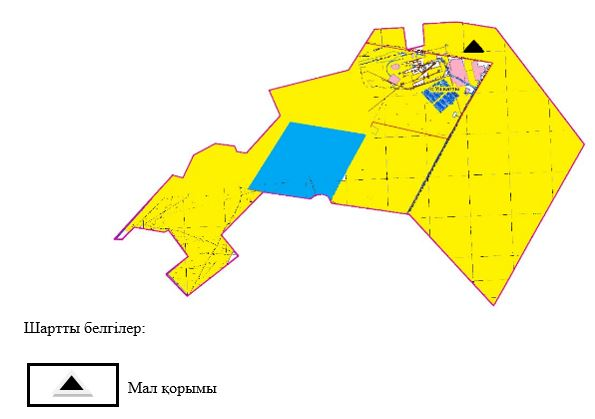 Шартты белгілер:
Мал қорымы